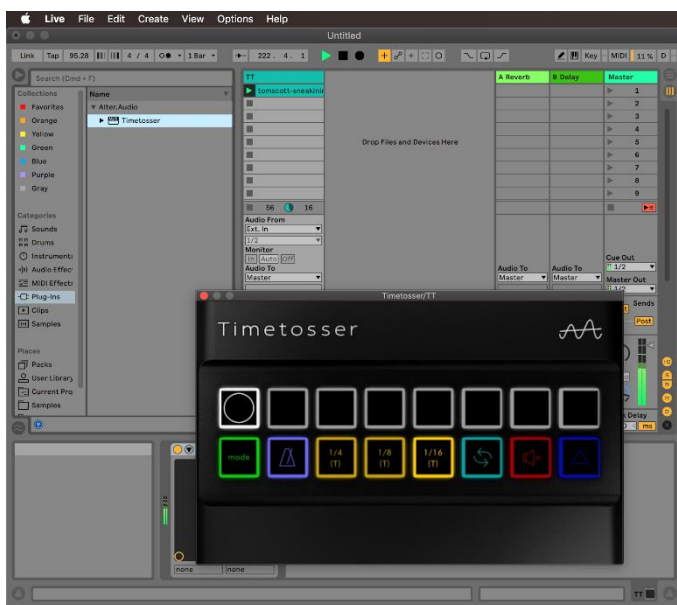 Live File Edit Create View Options Help
Untitled
Link Tap 95.28 4 / 4 1 Bar 222. 4. 1 Key MIDI 11 % D
Search (Cmd + F)
Collections
Favorites
Orange
Yellow
Green
Blue
Purple
Gray
Categories
Sounds
Drums
Instruments
Audio Effec
MIDI Effects
Plug-Ins
Clips
Samples
Places
Packs
User Library
Current Proj
Samples
Name
Alter.Audio
Timetosser
TT
tomscott-sneakin
Drop Files and Devices Here
A Reverb
B Delay
Master
1
2
3
4
5
6
7
8
9
56 16
Audio From
Ext. In
1/2
Monitor
In Auto Off
Audio To
Master
Audio To
Master
Audio To
Master
Cue Out
1/2
Master Out
1/2
Sends
Post
Delay
ms
Timetosser/TT
Timetosser
mode
1/4
(T)
1/8
(T)
1/16
(T)
none none
TT